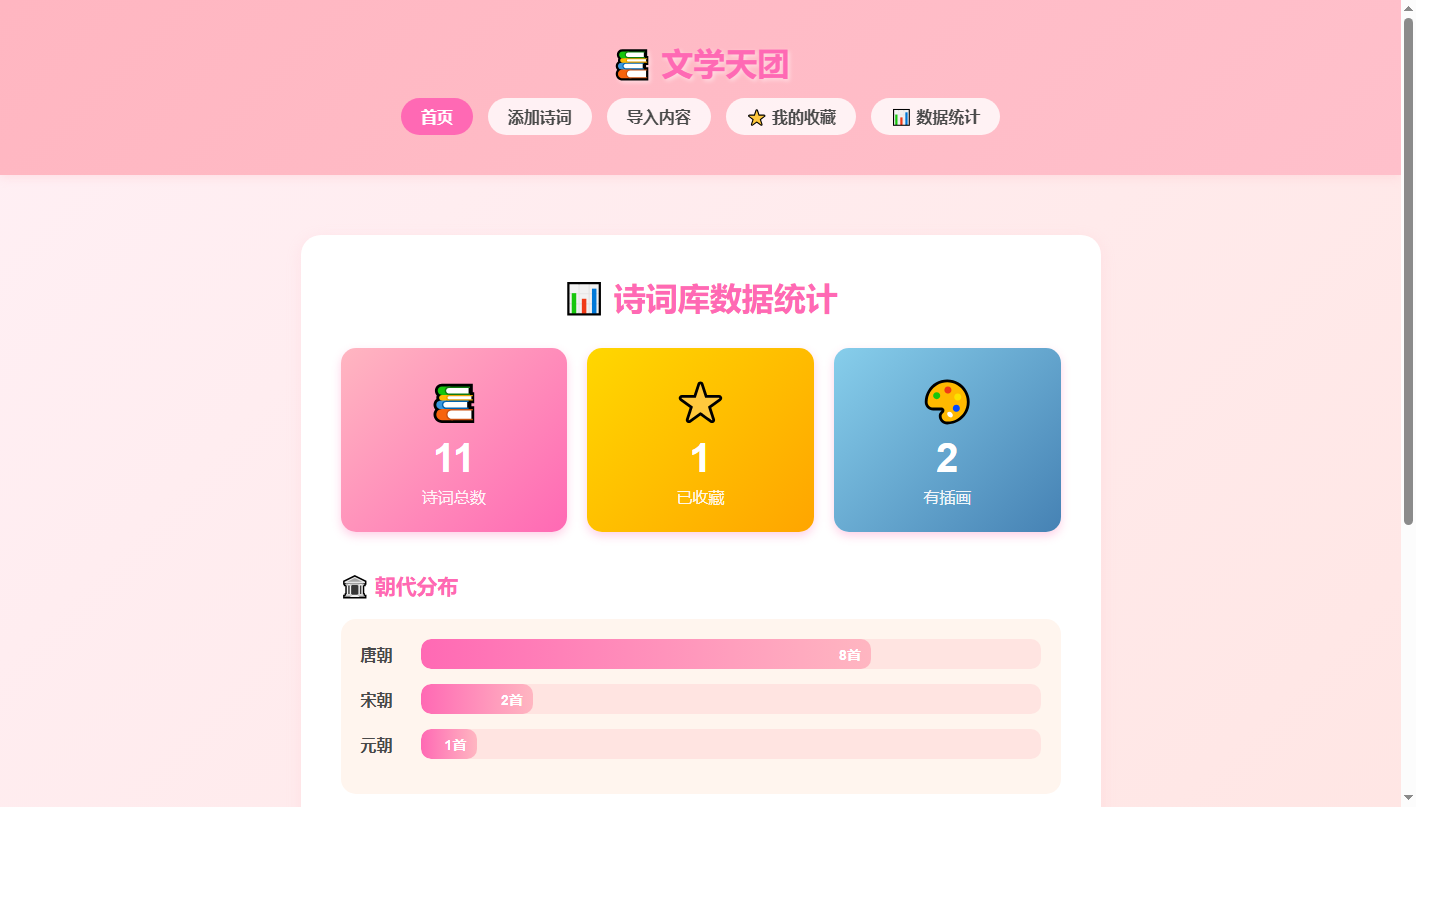 📚 文学天团
首页 添加诗词 导入内容 ⭐ 我的收藏 📊 数据统计
📊 诗词库数据统计
11 1 2
诗词总数 已收藏 有插画
🏛️ 朝代分布
唐朝 8首
宋朝 2首
元朝 1首